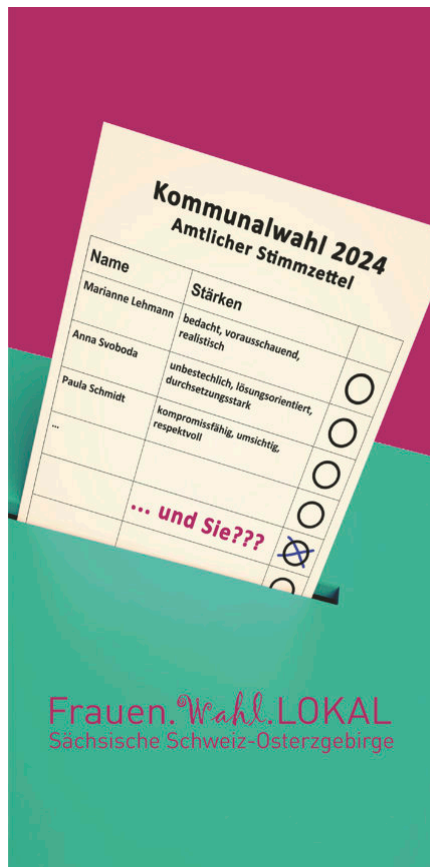 Kommunalwahl 2024
Amtlicher Stimmzettel
Name Stärken
Marianne Lehmann bedacht, vorausschauend,
realistisch
Anna Svoboda unbestechlich, lösungsorientiert,
durchsetzungsstark
Paula Schmidt kompromissfähig, umsichtig,
respektvoll
...
... und Sie???
Frauen.Wahl.LOKAL
Sächsische Schweiz-Osterzgebirge